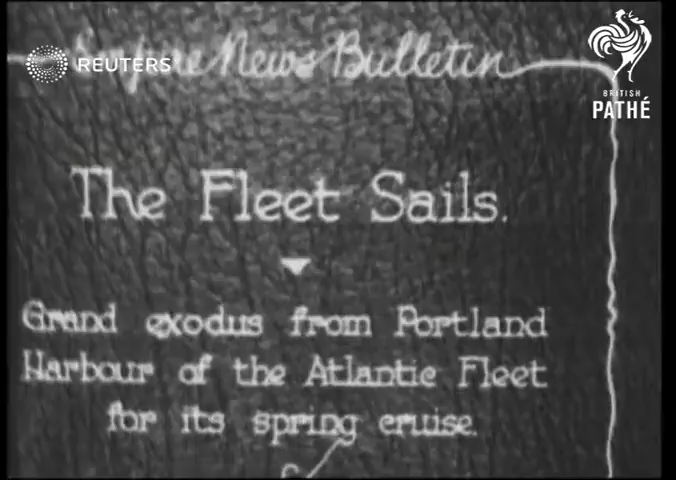 Empire News Bulletin
REUTERS
BRITISH
PATHÉ
The Fleet Sails.
Grand exodus from Portland
Harbour of the Atlantic Fleet
for its spring cruise.